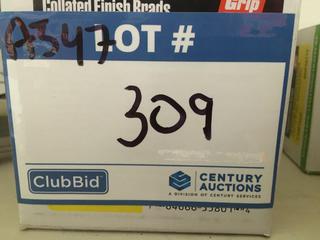 Collated Finish Brads
Grip
A347
LOT #
309
ClubBid
CENTURY
AUCTIONS
A DIVISION OF CENTURY SERVICES